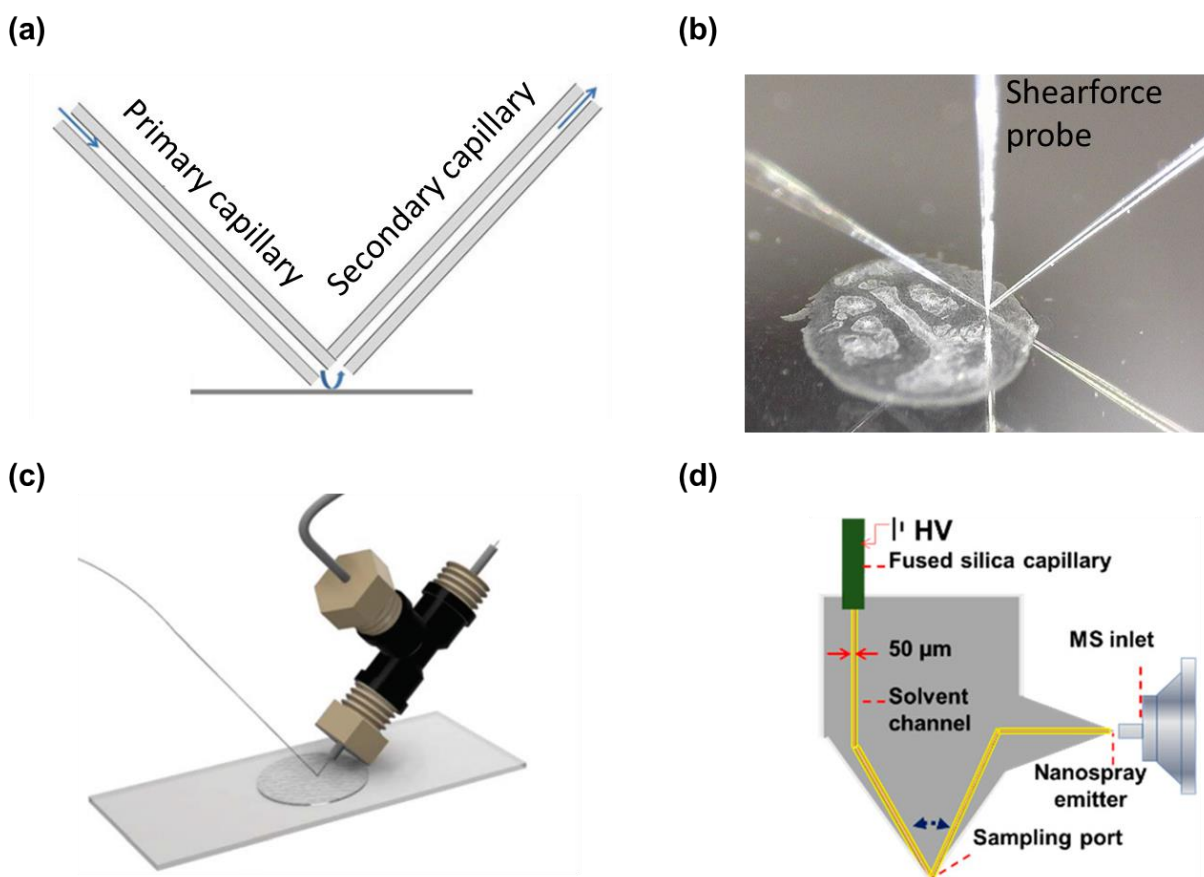 (a)
Primary capillary
Secondary capillary
(b)
Shearforce
probe
(c)
(d)
HV
Fused silica capillary
MS inlet
50 µm
Solvent
channel
Nanospray
emitter
Sampling port